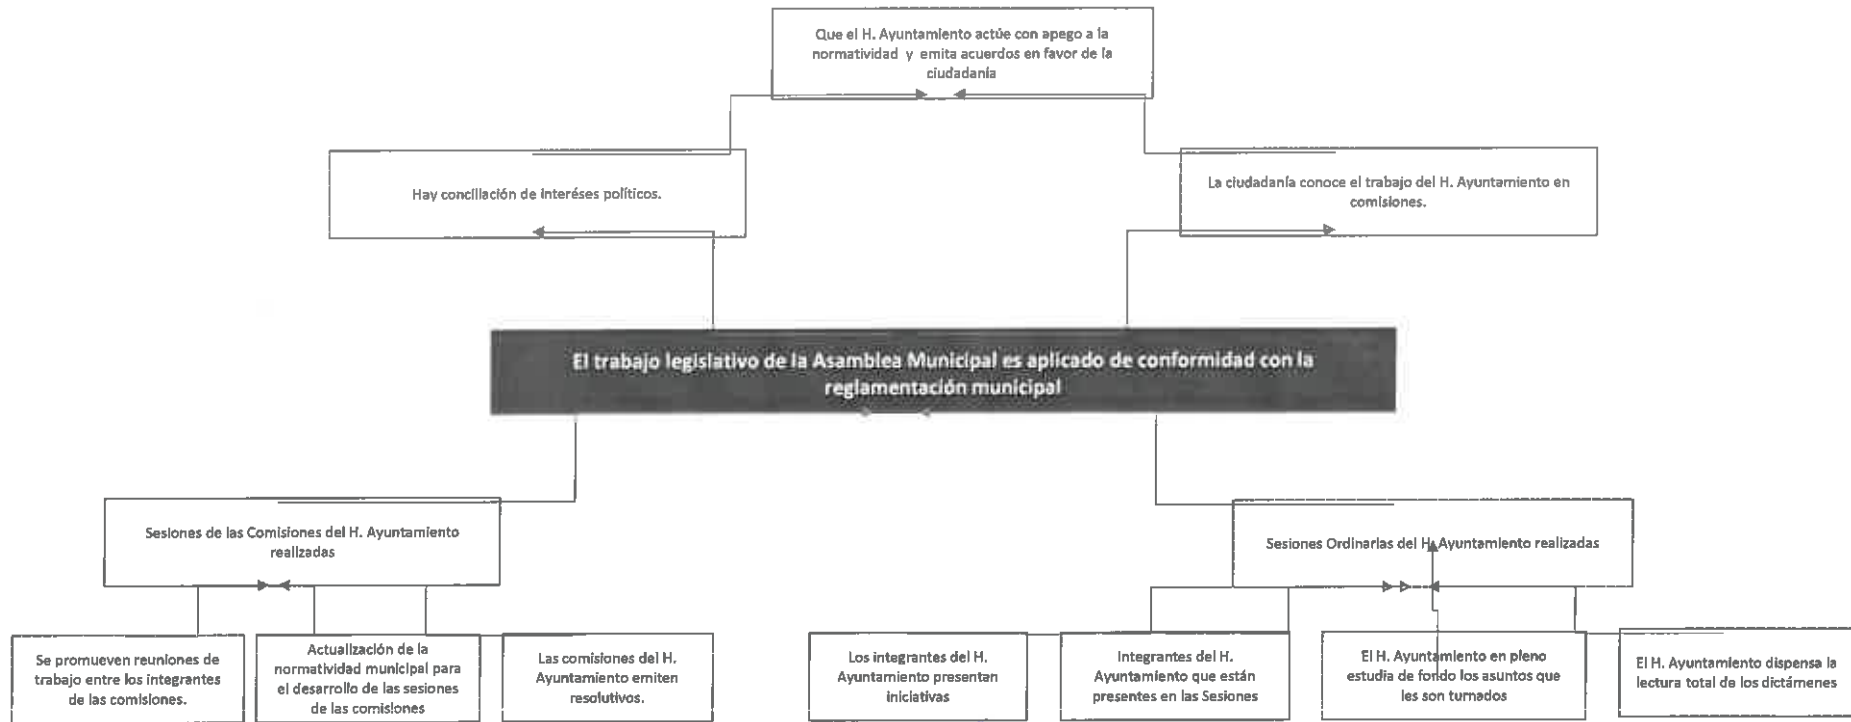 Que el H. Ayuntamiento actúe con apego a la
normatividad y emita acuerdos en favor de la
ciudadanía
Hay conciliación de interéses políticos.
La ciudadanía conoce el trabajo del H. Ayuntamiento en
comisiones.
El trabajo legislativo de la Asamblea Municipal es aplicado de conformidad con la
reglamentación municipal
Sesiones de las Comisiones del H. Ayuntamiento
realizadas
Sesiones Ordinarias del H. Ayuntamiento realizadas
Se promueven reuniones de
trabajo entre los integrantes
de las comisiones.
Actualización de la
normatividad municipal para
el desarrollo de las sesiones
de las comisiones
Las comisiones del H.
Ayuntamiento emiten
resolutivos.
Los integrantes del H.
Ayuntamiento presentan
iniciativas
Integrantes del H.
Ayuntamiento que están
presentes en las Sesiones
El H. Ayuntamiento en pleno
estudia de fondo los asuntos que
les son turnados
El H. Ayuntamiento dispensa la
lectura total de los dictámenes